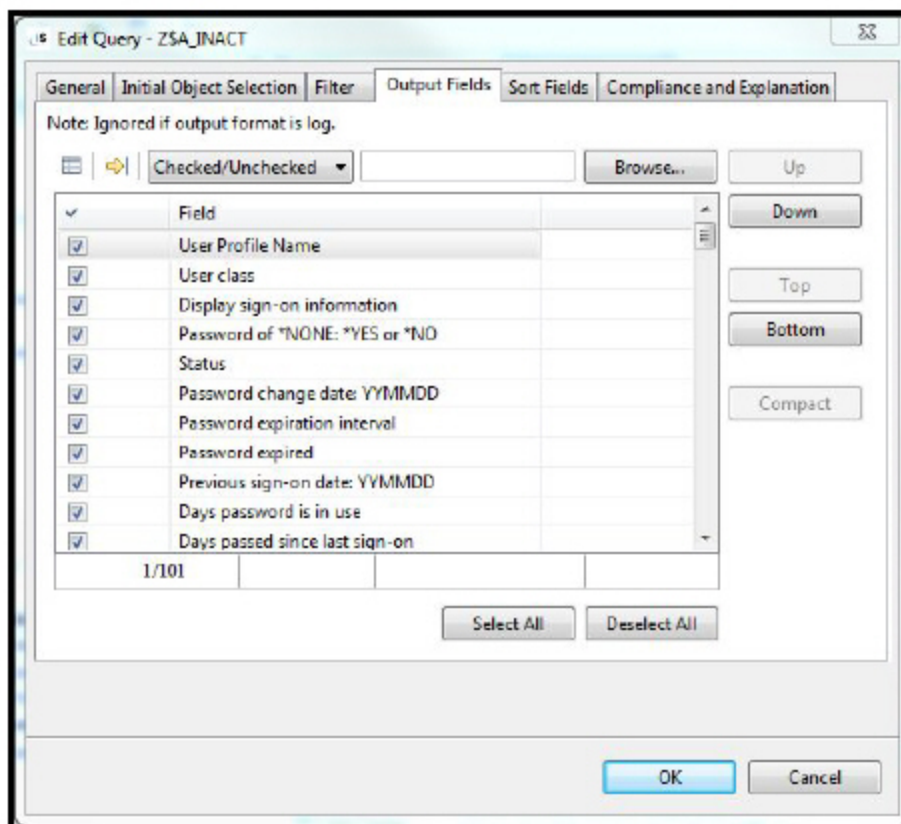 Edit Query - Z$A_INACT
General Initial Object Selection Filter Output Fields Sort Fields Compliance and Explanation
Note: Ignored if output format is log.
Checked/Unchecked Browse... Up
Field Down
User Profile Name
User class
Display sign-on information Top
Password of *NONE: *YES or *NO Bottom
Status
Password change date: YYMMDD Compact
Password expiration interval
Password expired
Previous sign-on date: YYMMDD
Days password is in use
Days passed since last sign-on
1/101
Select All Deselect All
OK Cancel